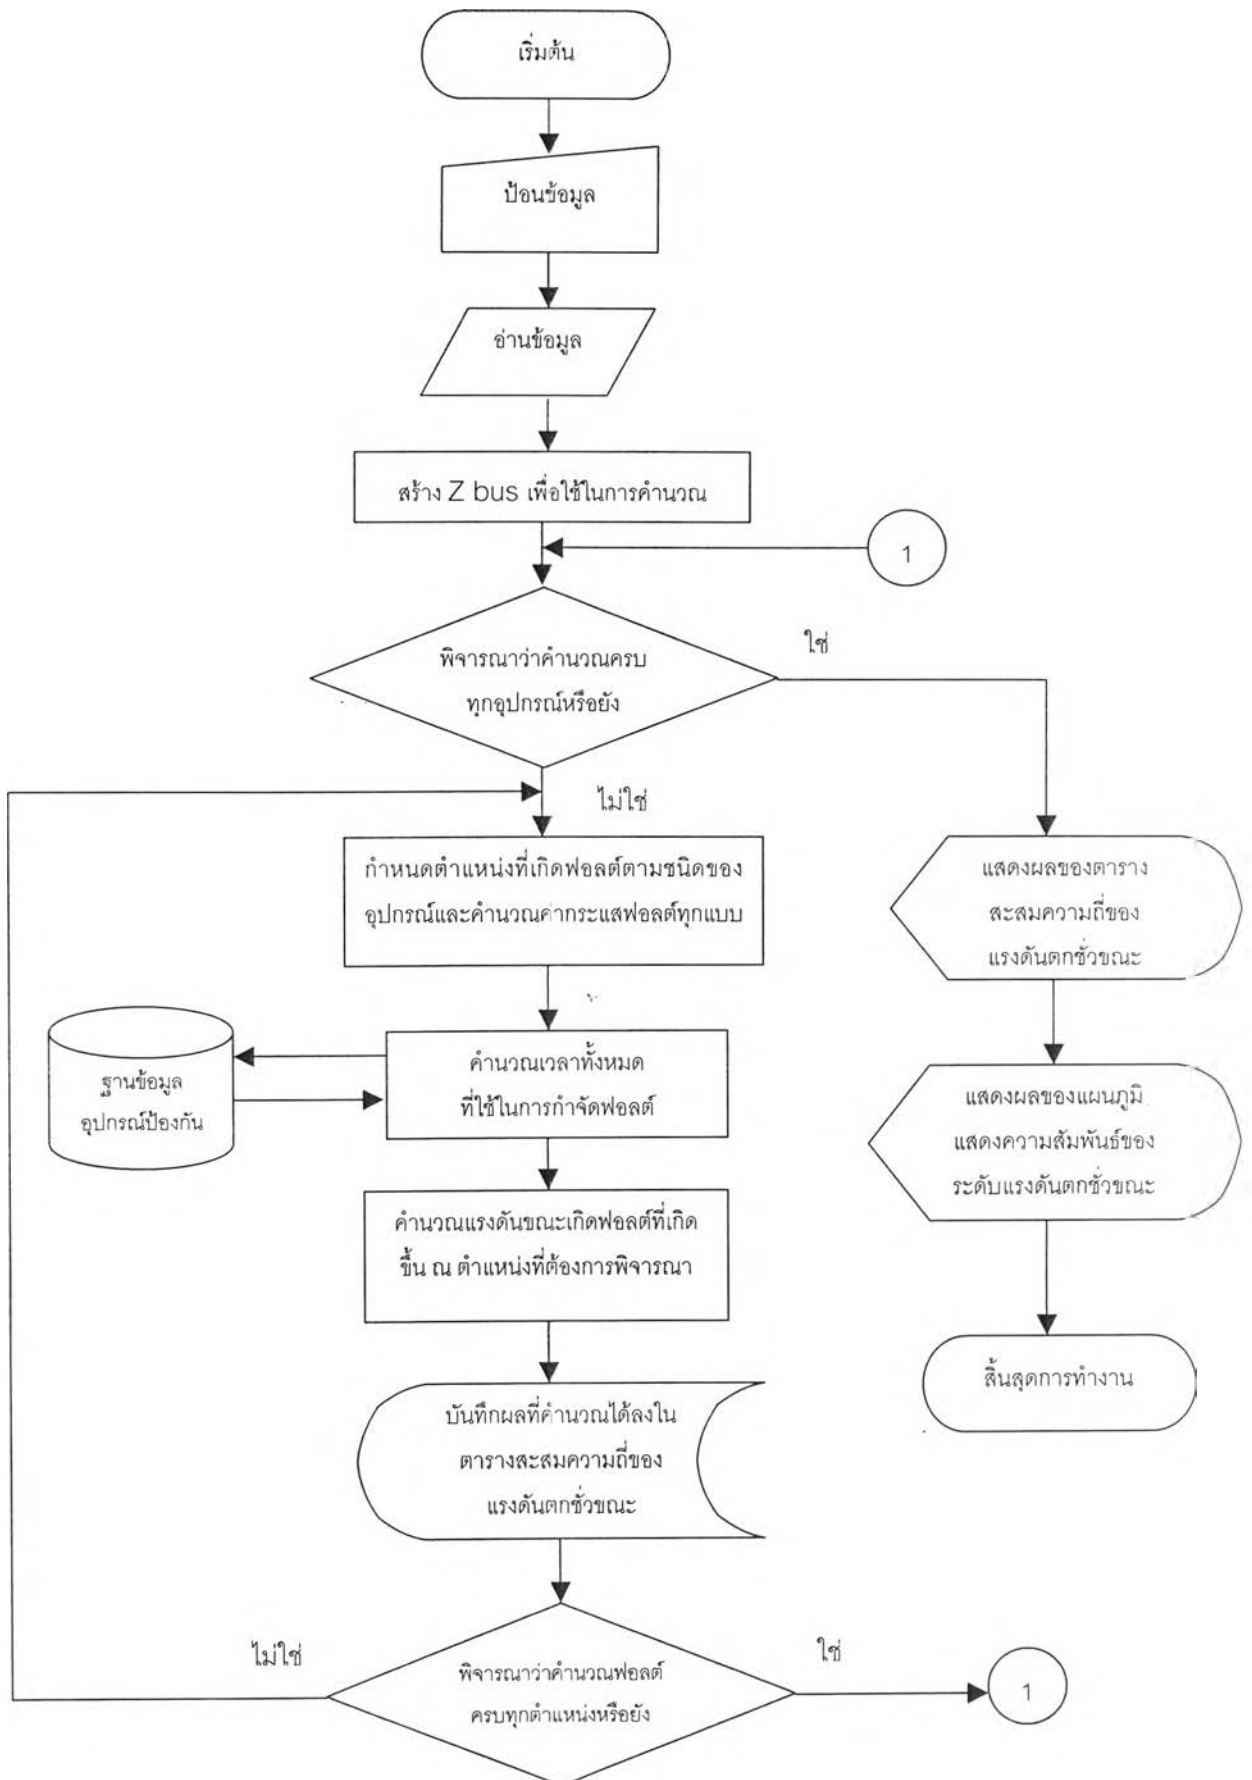 เริ่มต้น
ป้อนข้อมูล
อ่านข้อมูล
สร้าง Z bus เพื่อใช้ในการคำนวณ
1
พิจารณาว่าคำนวณครบ
ทุกอุปกรณ์หรือยัง
ใช่
ไม่ใช่
กำหนดตำแหน่งที่เกิดฟอลต์ตามชนิดของ
อุปกรณ์และคำนวณค่ากระแสฟอลต์ทุกแบบ
แสดงผลของตาราง
สะสมความถี่ของ
แรงดันตกชั่วขณะ
ฐานข้อมูล
อุปกรณ์ป้องกัน
คำนวณเวลาทั้งหมด
ที่ใช้ในการกำจัดฟอลต์
แสดงผลของแผนภูมิ
แสดงความสัมพันธ์ของ
ระดับแรงดันตกชั่วขณะ
คำนวณแรงดันขณะเกิดฟอลต์ที่เกิด
ขึ้น ณ ตำแหน่งที่ต้องการพิจารณา
สิ้นสุดการทำงาน
บันทึกผลที่คำนวณได้ลงใน
ตารางสะสมความถี่ของ
แรงดันตกชั่วขณะ
ไม่ใช่
พิจารณาว่าคำนวณฟอลต์
ครบทุกตำแหน่งหรือยัง
ใช่
1